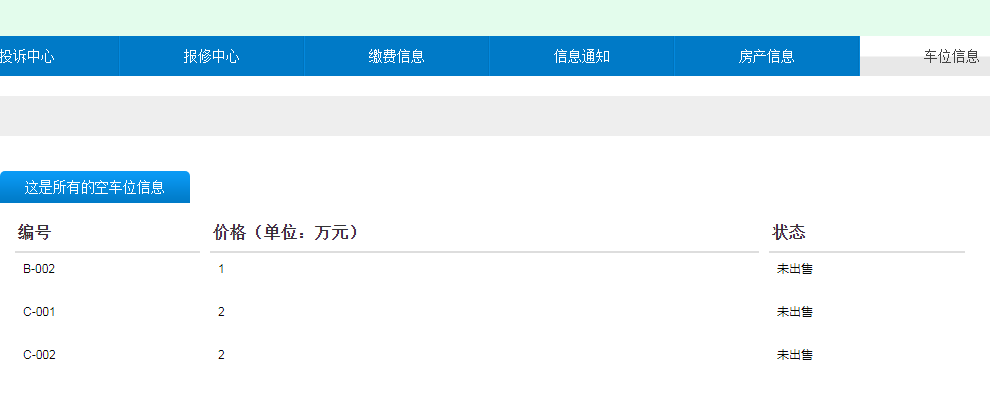 投诉中心 报修中心 缴费信息 信息通知 房产信息 车位信息
这是所有的空车位信息
编号 价格（单位：万元） 状态
B-002 1 未出售
C-001 2 未出售
C-002 2 未出售